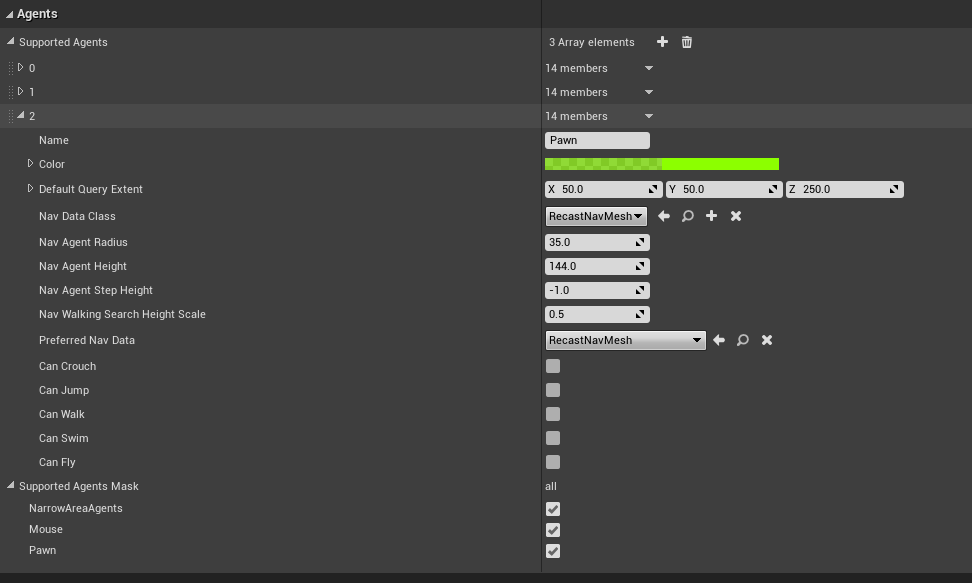 Agents
Supported Agents 3 Array elements
0 14 members
1 14 members
2 14 members
Name Pawn
Color
Default Query Extent X 50.0 Y 50.0 Z 250.0
Nav Data Class RecastNavMesh
Nav Agent Radius 35.0
Nav Agent Height 144.0
Nav Agent Step Height -1.0
Nav Walking Search Height Scale 0.5
Preferred Nav Data RecastNavMesh
Can Crouch
Can Jump
Can Walk
Can Swim
Can Fly
Supported Agents Mask all
NarrowAreaAgents
Mouse
Pawn